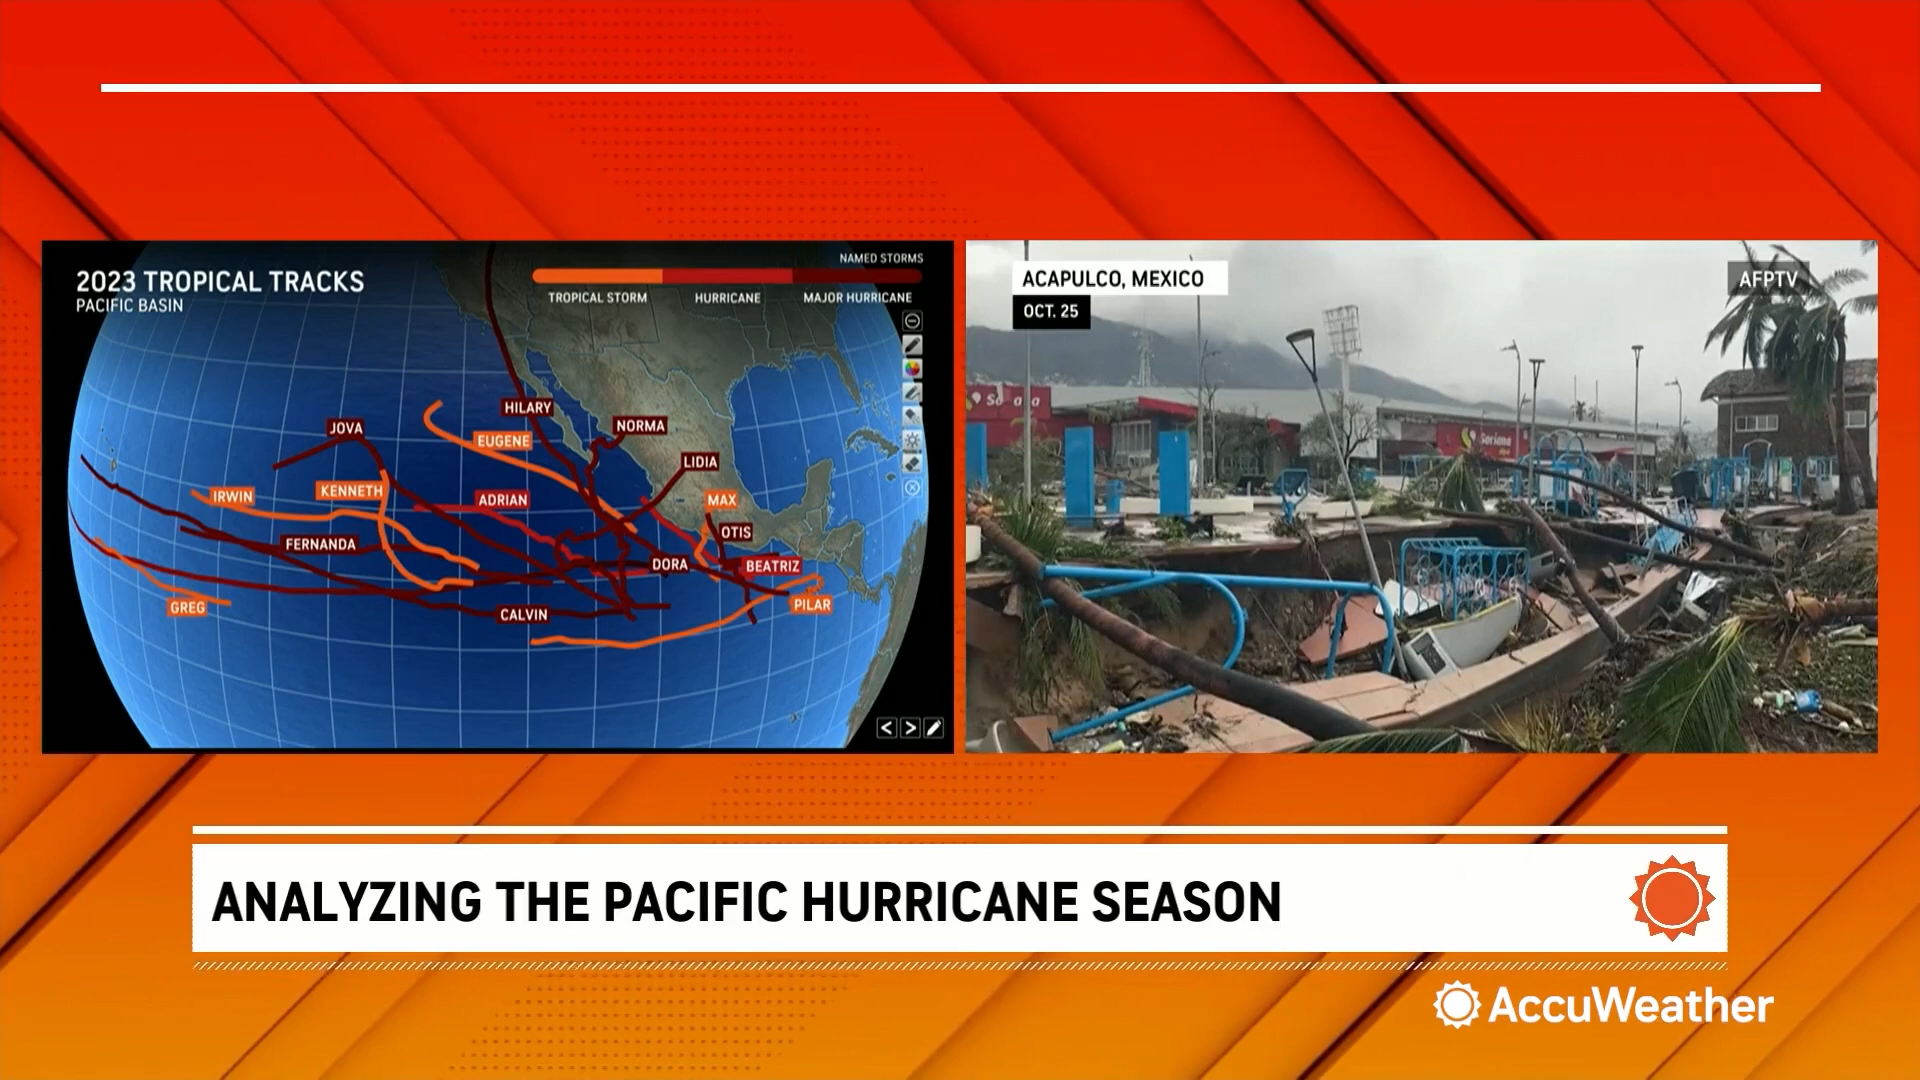 2023 TROPICAL TRACKS
PACIFIC BASIN
NAMED STORMS
TROPICAL STORM
HURRICANE
MAJOR HURRICANE
HILARY
NORMA
JOVA
EUGENE
LIDIA
IRWIN
KENNETH
ADRIAN
MAX
OTIS
FERNANDA
DORA
BEATRIZ
GREG
CALVIN
PILAR
ACAPULCO, MEXICO
OCT. 25
AFPTV
Soriana
ANALYZING THE PACIFIC HURRICANE SEASON
AccuWeather